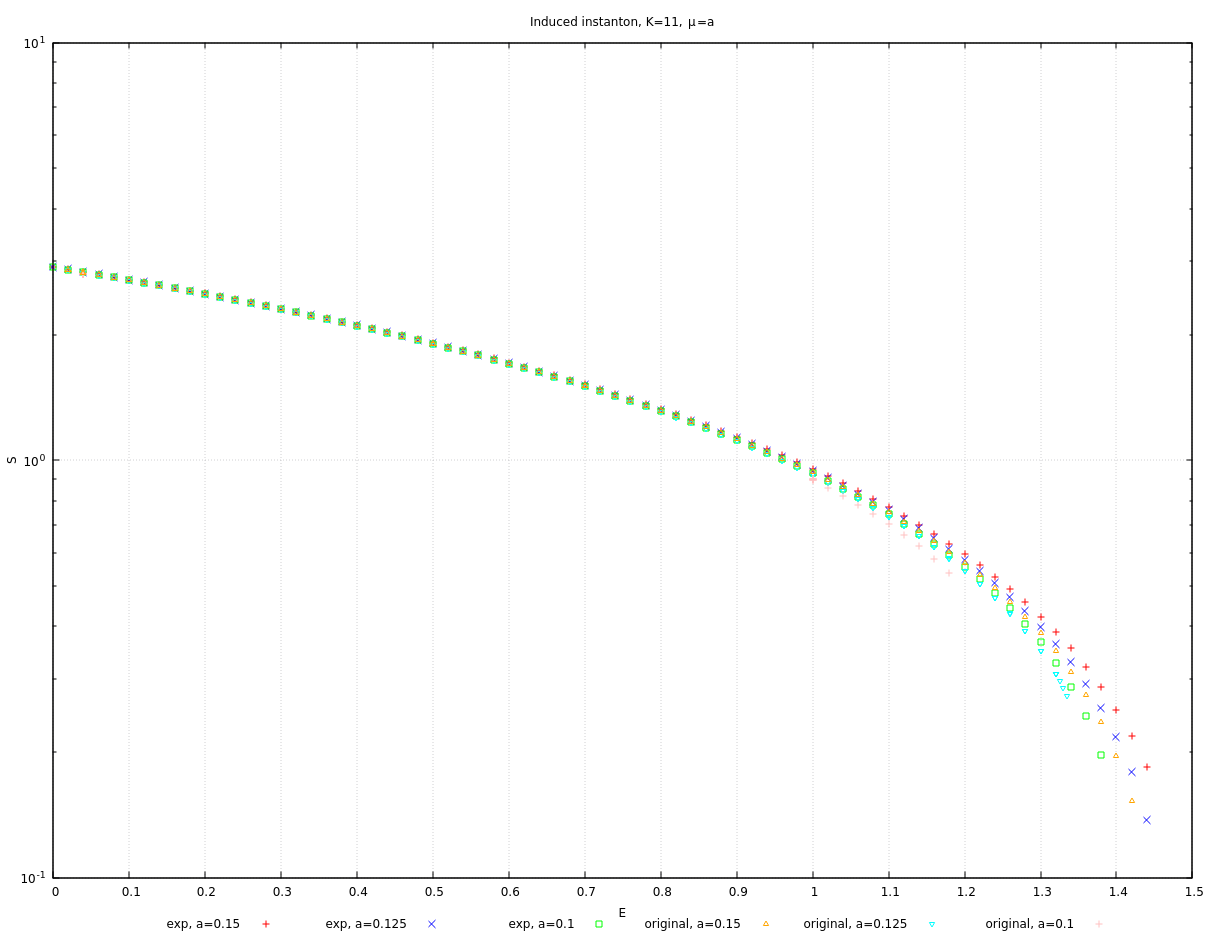 Induced instanton, K=11, μ=a
10^1
10^0
10^-1
S
0 0.1 0.2 0.3 0.4 0.5 0.6 0.7 0.8 0.9 1 1.1 1.2 1.3 1.4 1.5
E
exp, a=0.15 exp, a=0.125 exp, a=0.1 original, a=0.15 original, a=0.125 original, a=0.1